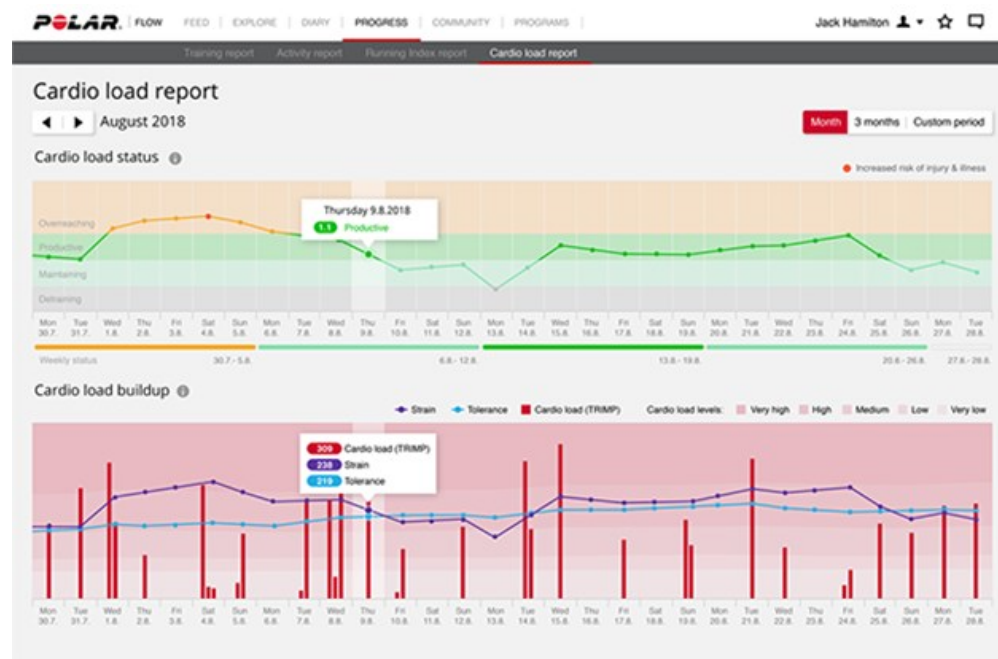 POLAR. FLOW FEED EXPLORE DIARY PROGRESS COMMUNITY PROGRAMS Jack Hamilton
Training report Activity report Running Index report Cardio load report
Cardio load report
August 2018
Month 3 months Custom period
Cardio load status
Increased risk of injury & illness
Thursday 9.8.2018
1.1 Productive
Overreaching
Productive
Maintaining
Detraining
Mon Tue Wed Thu Fri Sat Sun Mon Tue Wed Thu Fri Sat Sun Mon Tue Wed Thu Fri Sat Sun Mon Tue Wed Thu Fri Sat Sun Mon Tue
30.7. 31.7. 1.8. 2.8. 3.8. 4.8. 5.8. 6.8. 7.8. 8.8. 9.8. 10.8. 11.8. 12.8. 13.8. 14.8. 15.8. 16.8. 17.8. 18.8. 19.8. 20.8. 21.8. 22.8. 23.8. 24.8. 25.8. 26.8. 27.8. 28.8.
Weekly status 30.7.- 5.8. 6.8.- 12.8. 13.8.- 19.8. 20.8.- 26.8. 27.8.- 28.8.
Cardio load buildup
Strain Tolerance Cardio load (TRIMP) Cardio load levels: Very high High Medium Low Very low
309 Cardio load (TRIMP)
238 Strain
219 Tolerance
Mon Tue Wed Thu Fri Sat Sun Mon Tue Wed Thu Fri Sat Sun Mon Tue Wed Thu Fri Sat Sun Mon Tue Wed Thu Fri Sat Sun Mon Tue
30.7. 31.7. 1.8. 2.8. 3.8. 4.8. 5.8. 6.8. 7.8. 8.8. 9.8. 10.8. 11.8. 12.8. 13.8. 14.8. 15.8. 16.8. 17.8. 18.8. 19.8. 20.8. 21.8. 22.8. 23.8. 24.8. 25.8. 26.8. 27.8. 28.8.